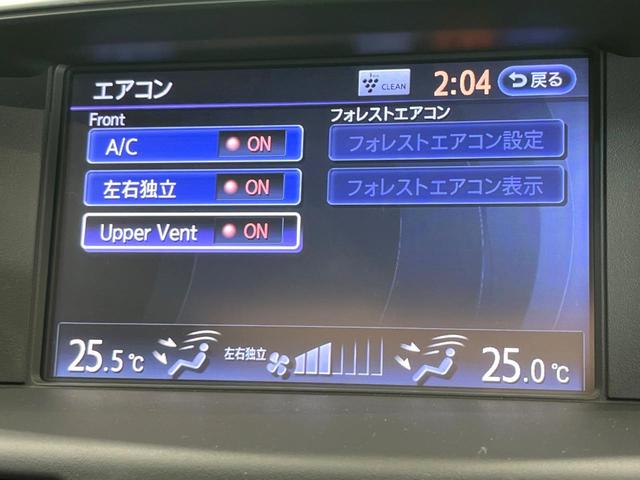 エアコン
CLEAN
2:04
戻る
Front
フォレストエアコン
A/C ON
フォレストエアコン設定
左右独立 ON
フォレストエアコン表示
Upper Vent ON
25.5℃
左右独立
25.0℃